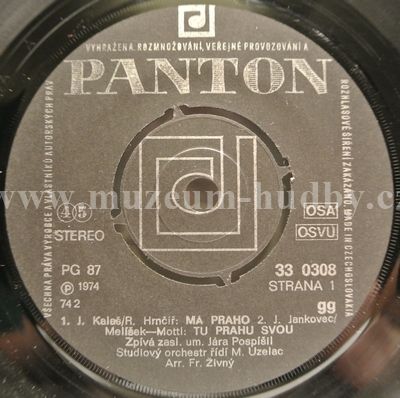 VYHRAŽENA. ROZMNOŽOVÁNÍ, VEŘEJNÉ PROVOZOVÁNÍ A
ROZHLASOVÉ ŠÍŘENÍ ZAKÁZÁNO. MADE IN CZECHOSLOVAKIA
VŠECHNA PRÁVA VÝROBCE A VLASTNÍKŮ AUTORSKÝCH PRÁV
PANTON
www.muzeum-hudby.cz
45
STEREO
OSA
OSVU
PG 87
33 0308
℗ 1974
STRANA 1
74 2
gg
1. J. Kalaš/R. Hrnčíř: MÁ PRAHO 2. J. Jankovec/
Melíšek-Mottl: TU PRAHU SVOU
Zpívá zasl. um. Jára Pospíšil
Studiový orchestr řídí M. Uzelac
Arr. Fr. Živný